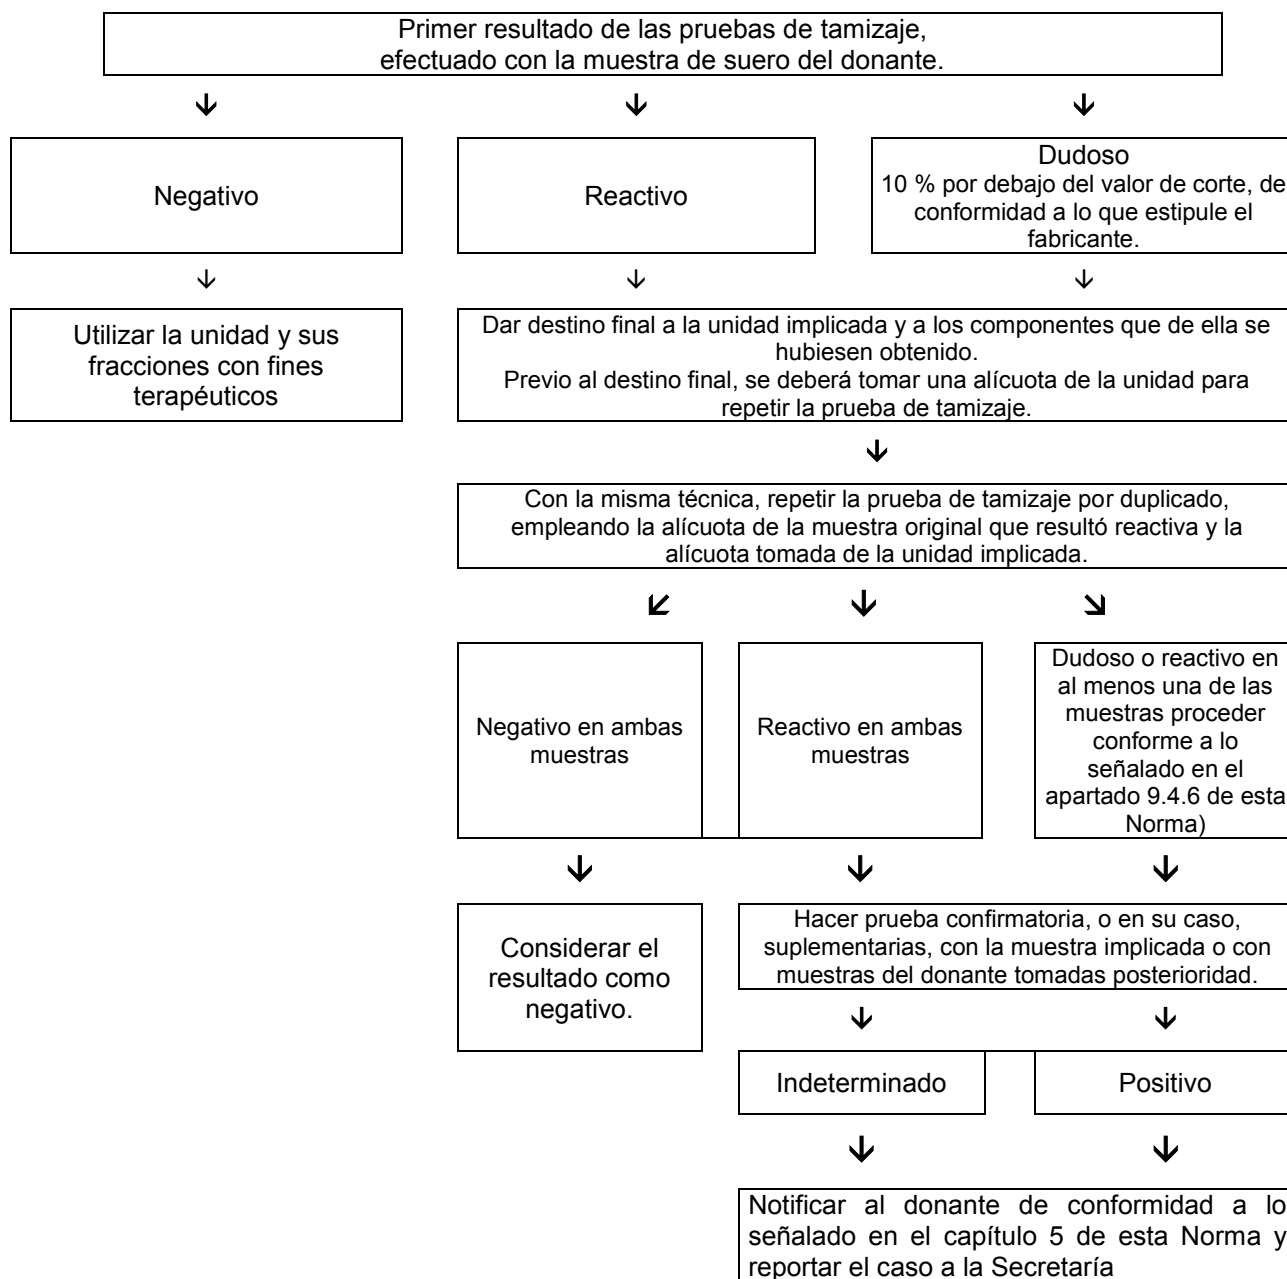 Primer resultado de las pruebas de tamizaje,
efectuado con la muestra de suero del donante.
Negativo
Reactivo
Dudoso
10 % por debajo del valor de corte, de
conformidad a lo que estipule el
fabricante.
Utilizar la unidad y sus
fracciones con fines
terapéuticos
Dar destino final a la unidad implicada y a los componentes que de ella se
hubiesen obtenido.
Previo al destino final, se deberá tomar una alícuota de la unidad para
repetir la prueba de tamizaje.
Con la misma técnica, repetir la prueba de tamizaje por duplicado,
empleando la alícuota de la muestra original que resultó reactiva y la
alícuota tomada de la unidad implicada.
Negativo en ambas
muestras
Reactivo en ambas
muestras
Dudoso o reactivo en
al menos una de las
muestras proceder
conforme a lo
señalado en el
apartado 9.4.6 de esta
Norma)
Considerar el
resultado como
negativo.
Hacer prueba confirmatoria, o en su caso,
suplementarias, con la muestra implicada o con
muestras del donante tomadas posterioridad.
Indeterminado
Positivo
Notificar al donante de conformidad a lo
señalado en el capítulo 5 de esta Norma y
reportar el caso a la Secretaría